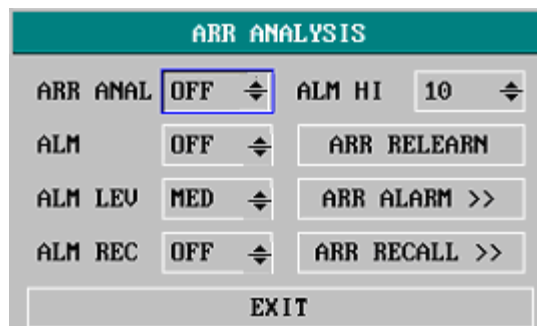 ARR ANALYSIS
ARR ANAL OFF ALM HI 10
ALM OFF ARR RELEARN
ALM LEV MED ARR ALARM >>
ALM REC OFF ARR RECALL >>
EXIT